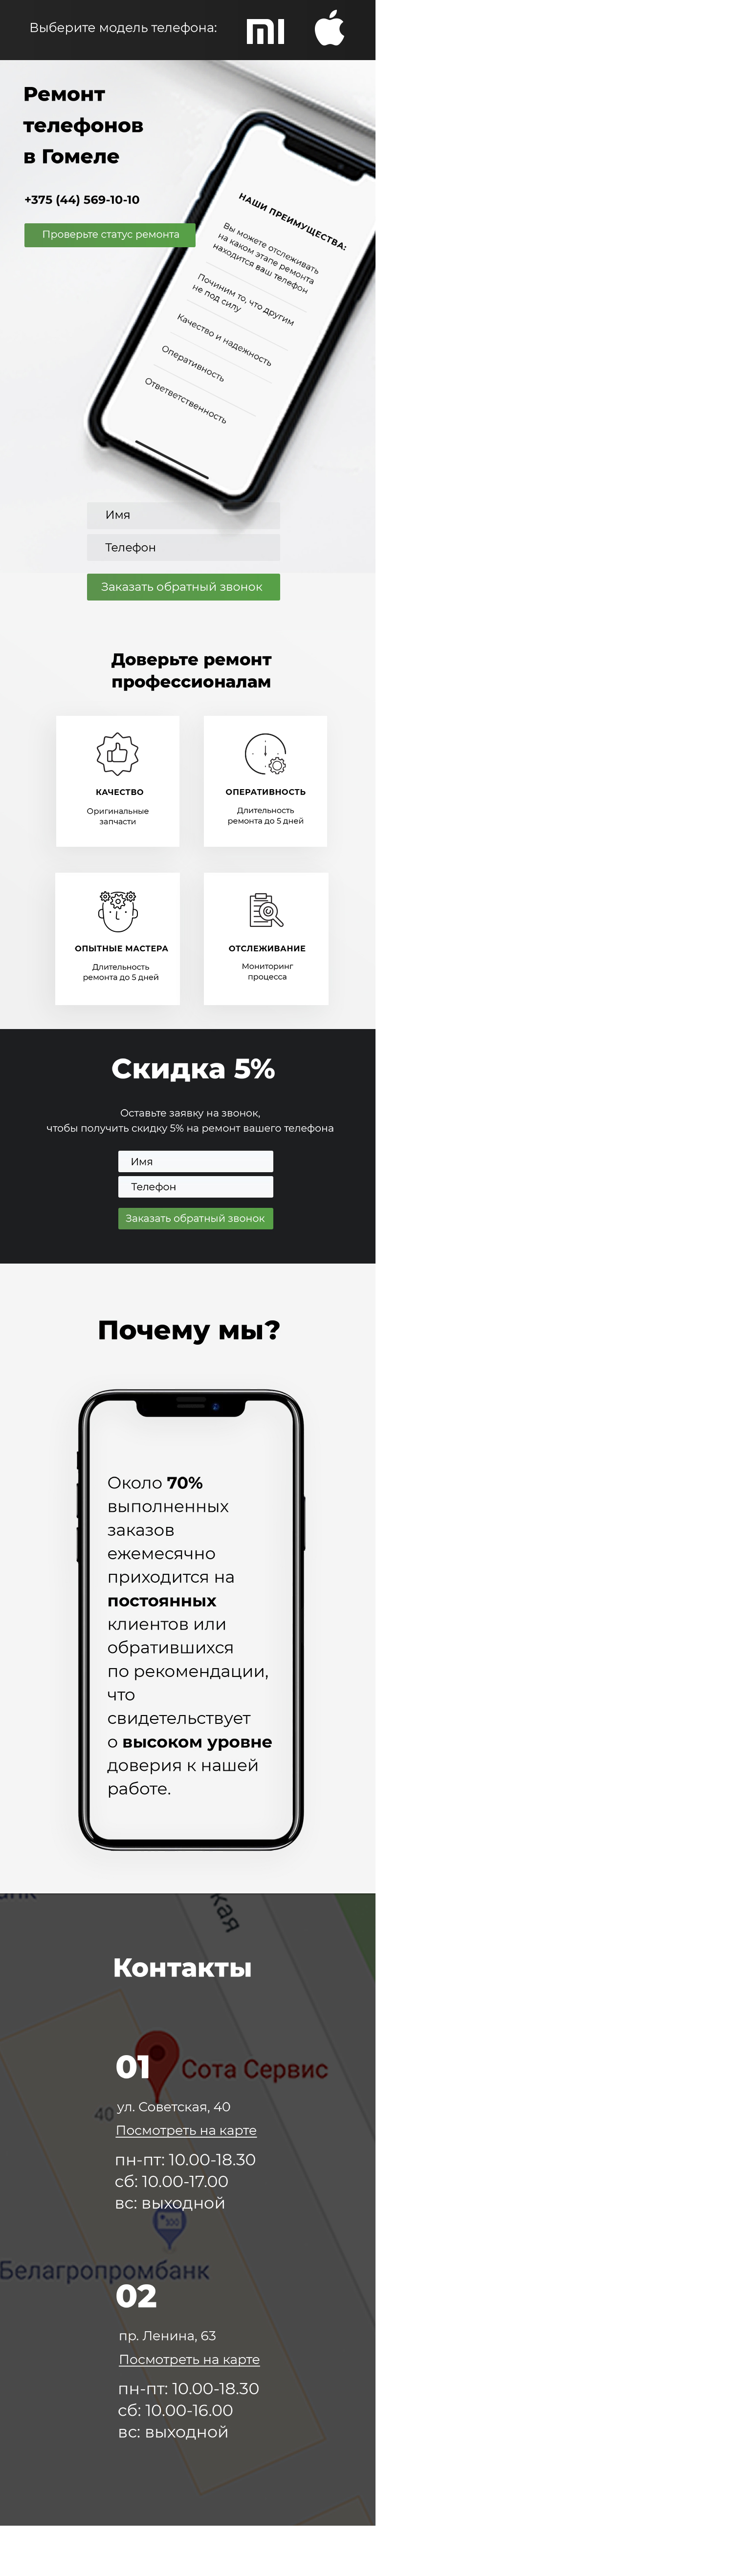 Выберите модель телефона:
Ремонт
телефонов
в Гомеле
+375 (44) 569-10-10
Проверьте статус ремонта
НАШИ ПРЕИМУЩЕСТВА:
Вы можете отслеживать
на каком этапе ремонта
находится ваш телефон
Починим то, что другим
не под силу
Качество и надежность
Оперативность
Ответветственность
Имя
Телефон
Заказать обратный звонок
Доверьте ремонт
профессионалам
КАЧЕСТВО
Оригинальные
запчасти
ОПЕРАТИВНОСТЬ
Длительность
ремонта до 5 дней
ОПЫТНЫЕ МАСТЕРА
Длительность
ремонта до 5 дней
ОТСЛЕЖИВАНИЕ
Мониторинг
процесса
Скидка 5%
Оставьте заявку на звонок,
чтобы получить скидку 5% на ремонт вашего телефона
Имя
Телефон
Заказать обратный звонок
Почему мы?
Около 70%
выполненных
заказов
ежемесячно
приходится на
постоянных
клиентов или
обратившихся
по рекомендации,
что
свидетельствует
о высоком уровне
доверия к нашей
работе.
Контакты
01
Сота Сервис
40
ул. Советская, 40
Посмотреть на карте
пн-пт: 10.00-18.30
сб: 10.00-17.00
вс: выходной
Белагропромбанк
02
пр. Ленина, 63
Посмотреть на карте
пн-пт: 10.00-18.30
сб: 10.00-16.00
вс: выходной